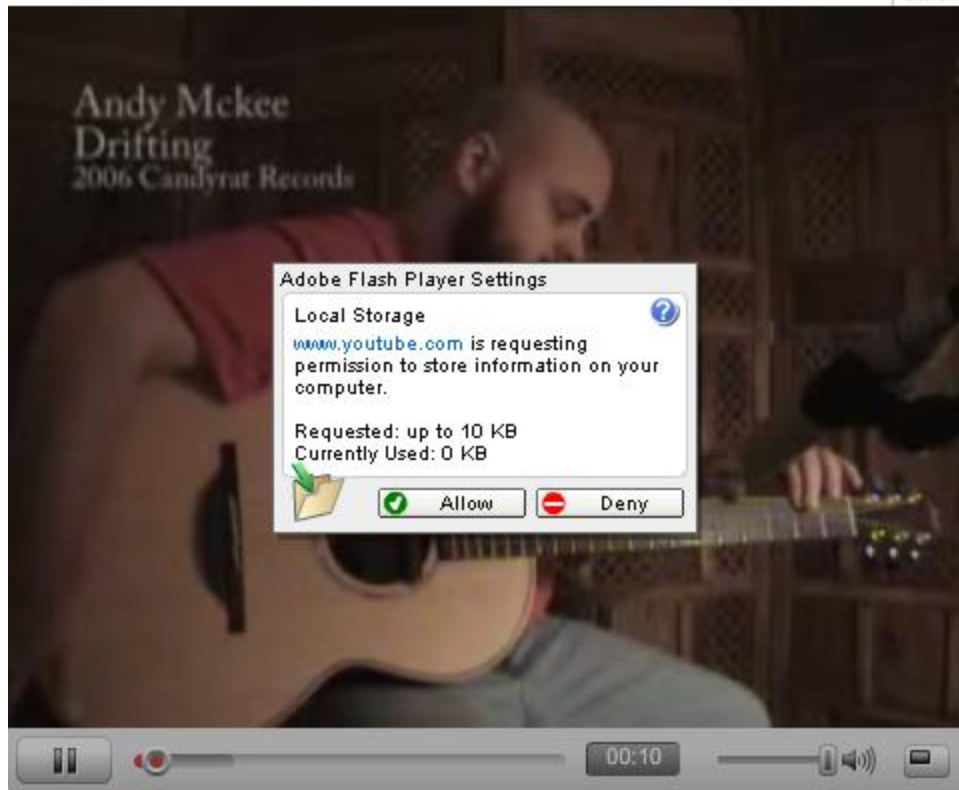 Andy Mckee
Drifting
2006 Candyrat Records
Adobe Flash Player Settings
Local Storage
www.youtube.com is requesting
permission to store information on your
computer.
Requested: up to 10 KB
Currently Used: 0 KB
Allow
Deny
00:10